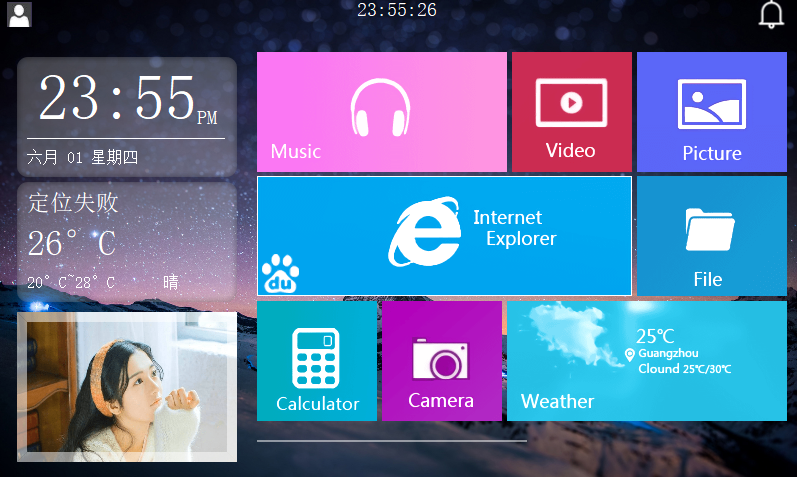 23:55:26
23:55PM
六月 01 星期四
定位失败
26°C
20°C~28°C 晴
Music
Video
Picture
Internet
Explorer
du
File
Calculator
Camera
25℃
Guangzhou
Clound 25℃/30℃
Weather